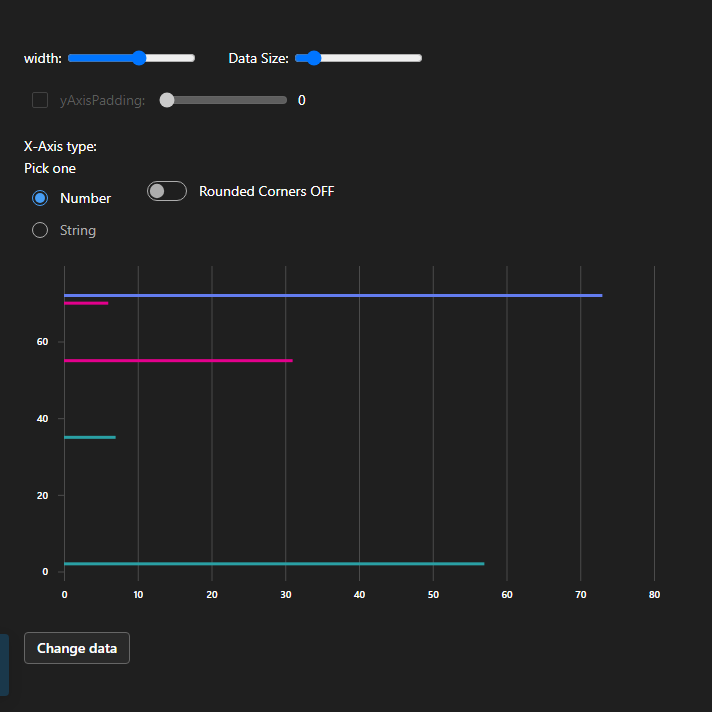 width: Data Size:
yAxisPadding: 0
X-Axis type:
Pick one
Number
Rounded Corners OFF
String
60
40
20
0
0 10 20 30 40 50 60 70 80
Change data